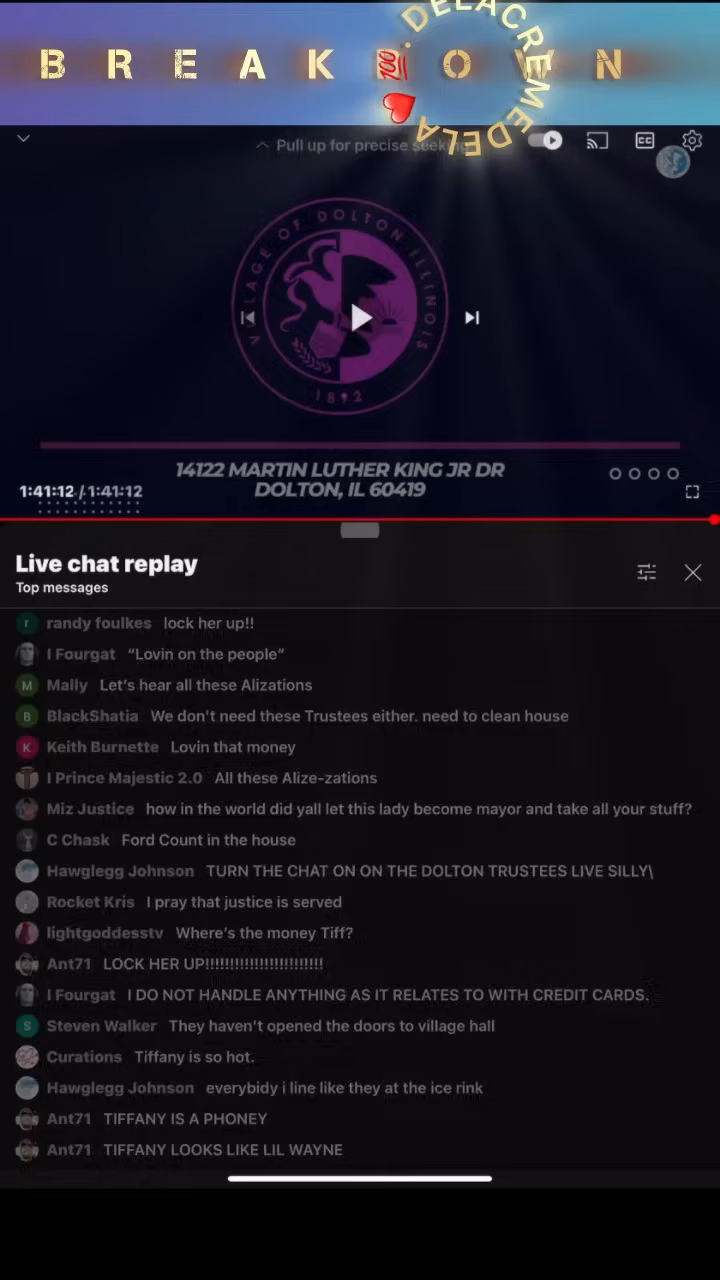 BREAKDOWN
DELACREMEDELA
Pull up for precise seeking
VILLAGE OF DOLTON ILLINOIS
1892
14122 MARTIN LUTHER KING JR DR
DOLTON, IL 60419
1:41:12 / 1:41:12
Live chat replay
Top messages
r randy foulkes lock her up!!
I Fourgat “Lovin on the people“
M Mally Let’s hear all these Alizations
B BlackShatia We don't need these Trustees either. need to clean house
K Keith Burnette Lovin that money
I Prince Majestic 2.0 All these Alize-zations
Miz Justice how in the world did yall let this lady become mayor and take all your stuff?
C Chask Ford Count in the house
Hawglegg Johnson TURN THE CHAT ON ON THE DOLTON TRUSTEES LIVE SILLY\
Rocket Kris I pray that justice is served
lightgoddesstv Where’s the money Tiff?
Ant71 LOCK HER UP!!!!!!!!!!!!!!!!!!!!!!!!
I Fourgat I DO NOT HANDLE ANYTHING AS IT RELATES TO WITH CREDIT CARDS.
S Steven Walker They haven’t opened the doors to village hall
Curations Tiffany is so hot.
Hawglegg Johnson everybidy i line like they at the ice rink
Ant71 TIFFANY IS A PHONEY
Ant71 TIFFANY LOOKS LIKE LIL WAYNE